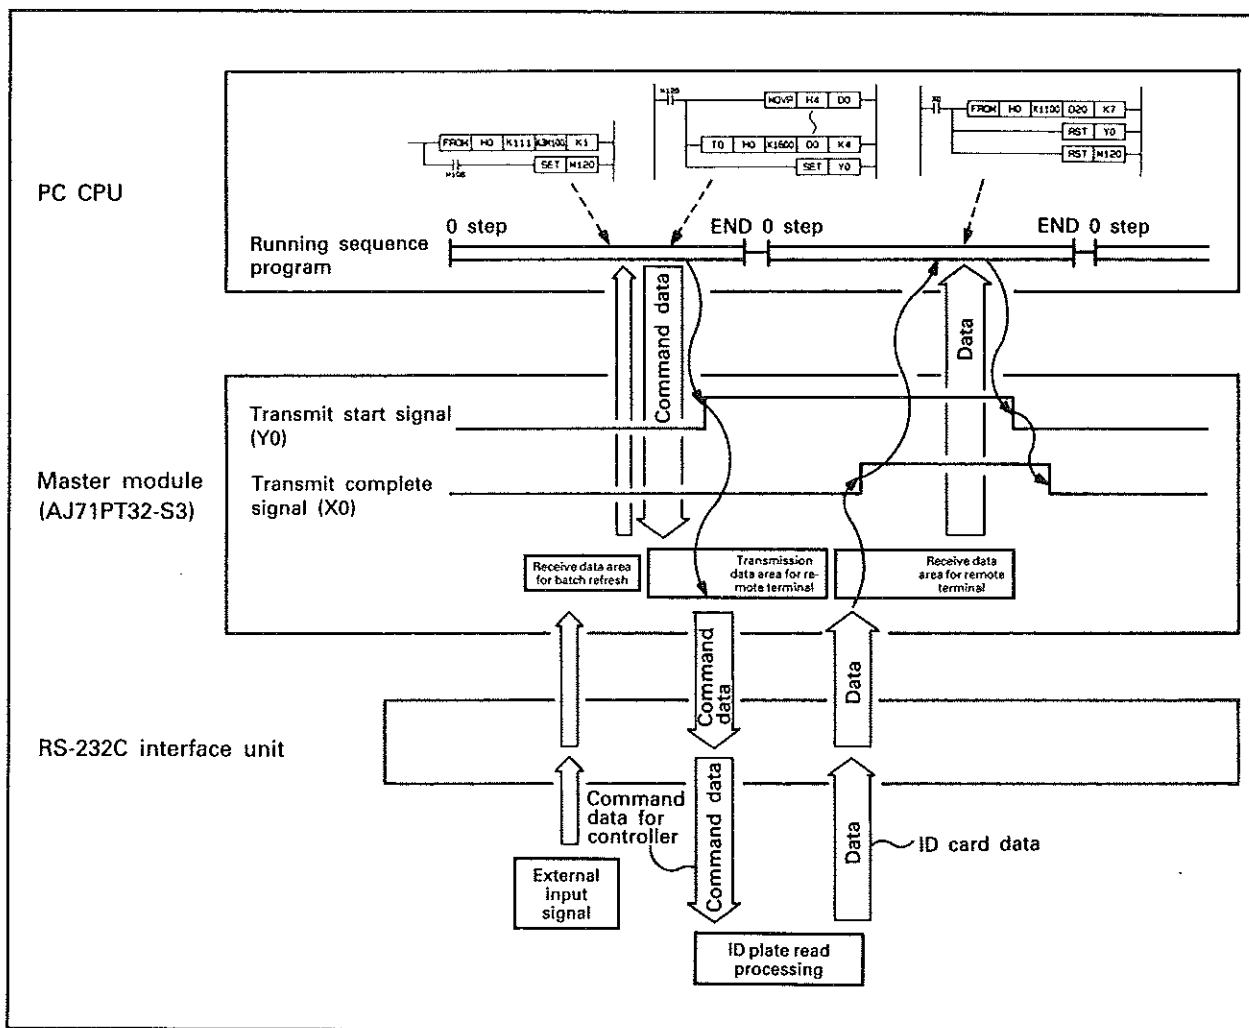 M120
MOVP H4 D0
X0
FROM H0 K1100 D20 K7
FROM H0 K111 K3M100 K1
TO H0 K1600 D0 K4
RST Y0
SET M120
SET Y0
RST M120
PC CPU
0 step
END 0 step
END 0 step
Running sequence
program
Command data
Data
Transmit start signal
(Y0)
Master module
(AJ71PT32-S3)
Transmit complete
signal (X0)
Receive data area
for batch refresh
Transmission
data area for re-
mote terminal
Receive data
area for remote
terminal
Command
data
Data
RS-232C interface unit
Command
data for
controller
Command data
Data
ID card data
External
input
signal
ID plate read
processing